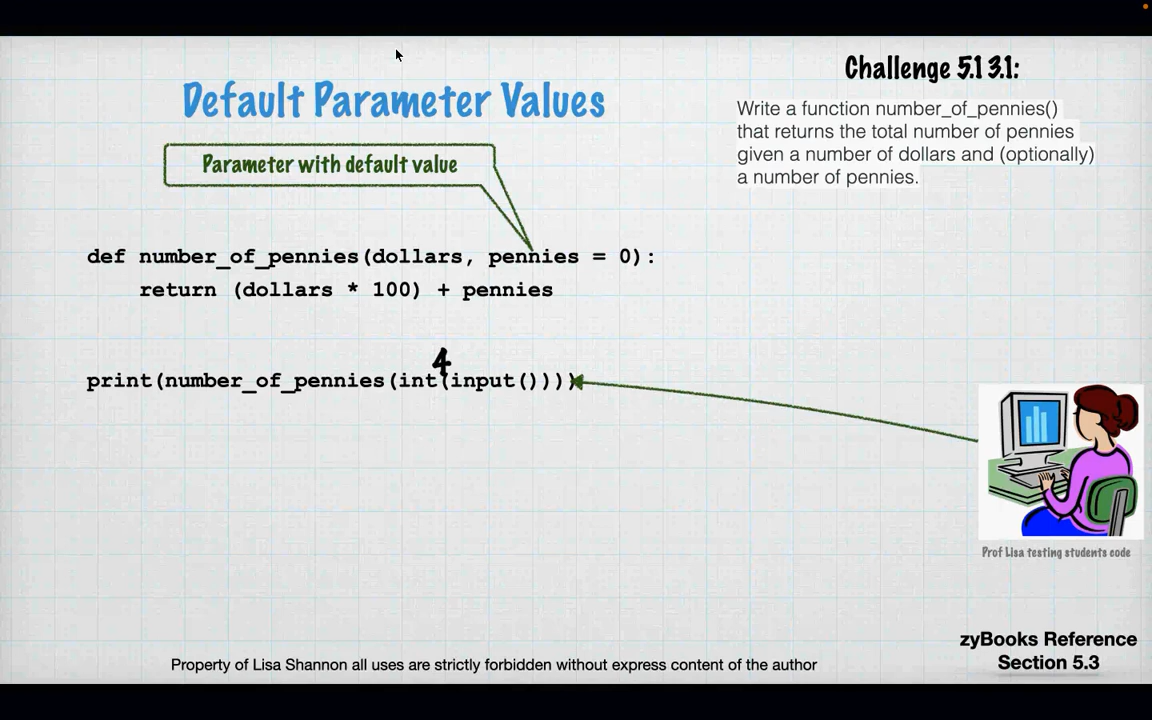 Default Parameter Values
Challenge 5.1 3.1:
Write a function number_of_pennies()
that returns the total number of pennies
given a number of dollars and (optionally)
a number of pennies.
Parameter with default value
def number_of_pennies(dollars, pennies = 0):
return (dollars * 100) + pennies
4
print(number_of_pennies(int(input())))
Prof Lisa testing students code
zyBooks Reference
Section 5.3
Property of Lisa Shannon all uses are strictly forbidden without express content of the author